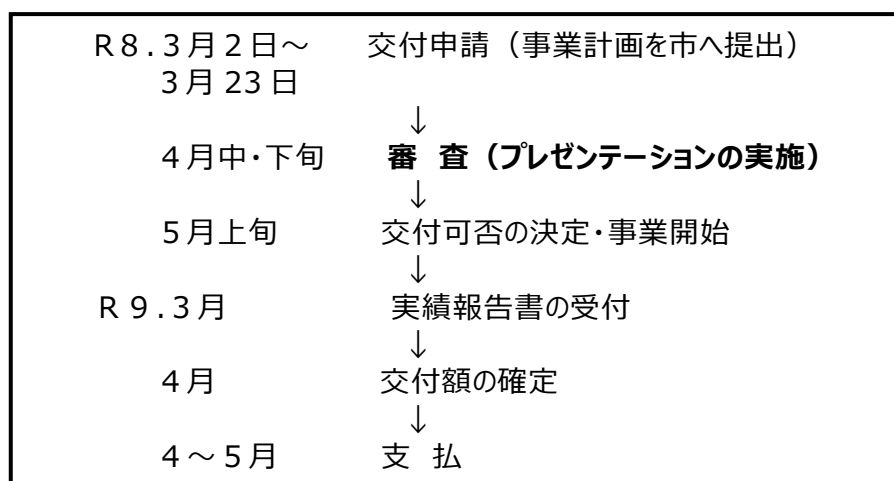 R8.3月2日～　交付申請（事業計画を市へ提出）
3月23日
↓
4月中・下旬　審　査（プレゼンテーションの実施）
↓
5月上旬　交付可否の決定・事業開始
↓
R9.3月　実績報告書の受付
↓
4月　交付額の確定
↓
4～5月　支　払